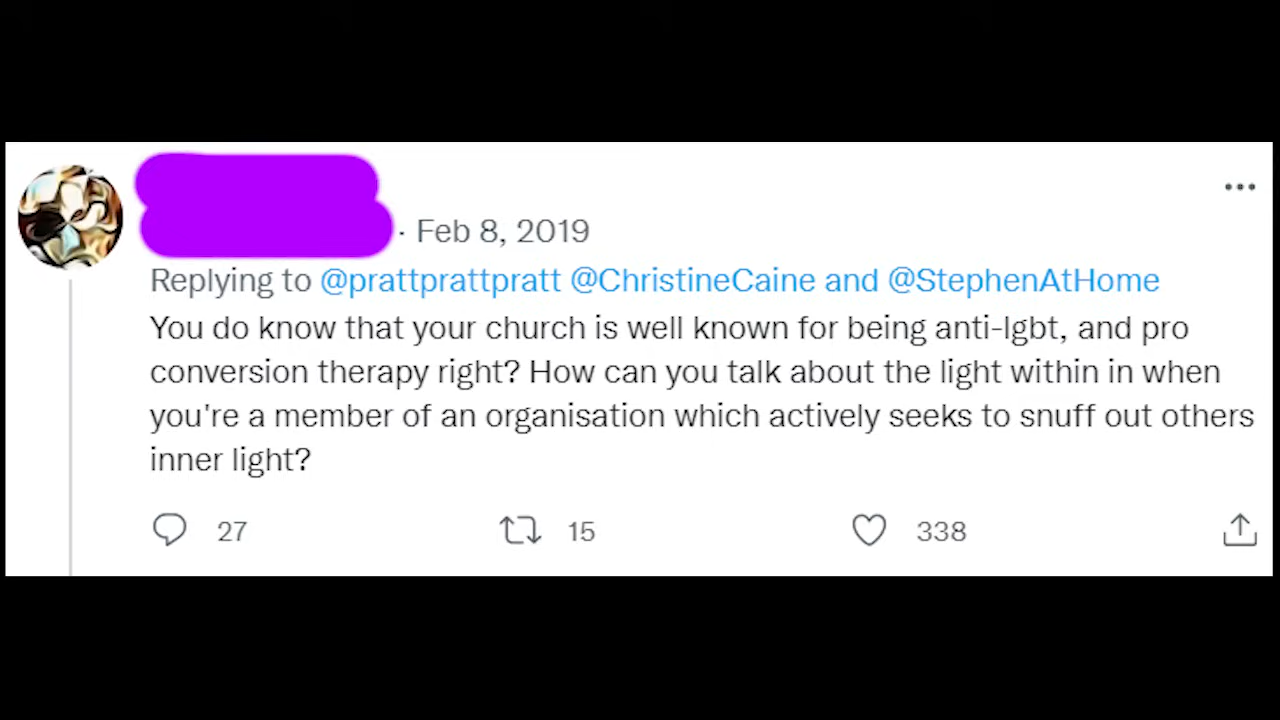 · Feb 8, 2019
Replying to @prattprattpratt @ChristineCaine and @StephenAtHome
You do know that your church is well known for being anti-lgbt, and pro
conversion therapy right? How can you talk about the light within in when
you're a member of an organisation which actively seeks to snuff out others
inner light?
27 15 338